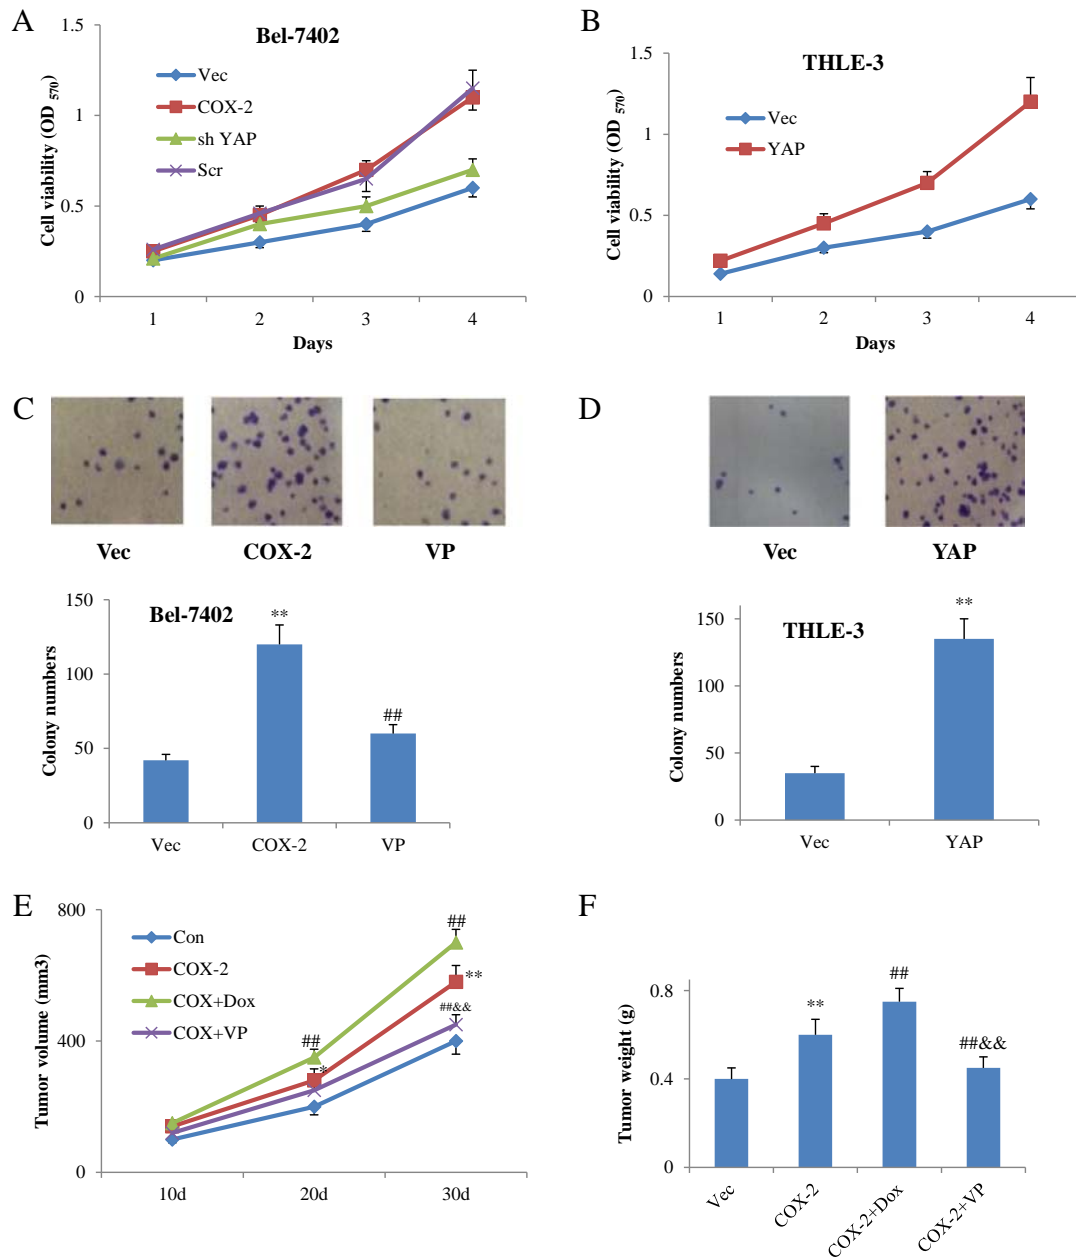 A
Bel-7402
Cell viability (OD 570)
1.5
1
0.5
0
Vec
COX-2
sh YAP
Scr
1 2 3 4
Days
B
THLE-3
Cell viability (OD 570)
1.5
1
0.5
0
Vec
YAP
1 2 3 4
Days
C
Vec COX-2 VP
Bel-7402
Colony numbers
150
100
50
0
**
##
Vec COX-2 VP
D
Vec YAP
THLE-3
Colony numbers
150
100
50
0
**
Vec YAP
E
Tumor volume (mm3)
800
400
0
Con
COX-2
COX+Dox
COX+VP
##
*
##
**
##&&
10d 20d 30d
F
Tumor weight (g)
0.8
0.4
0
**
##
##&&
Vec COX-2 COX-2+Dox COX-2+VP